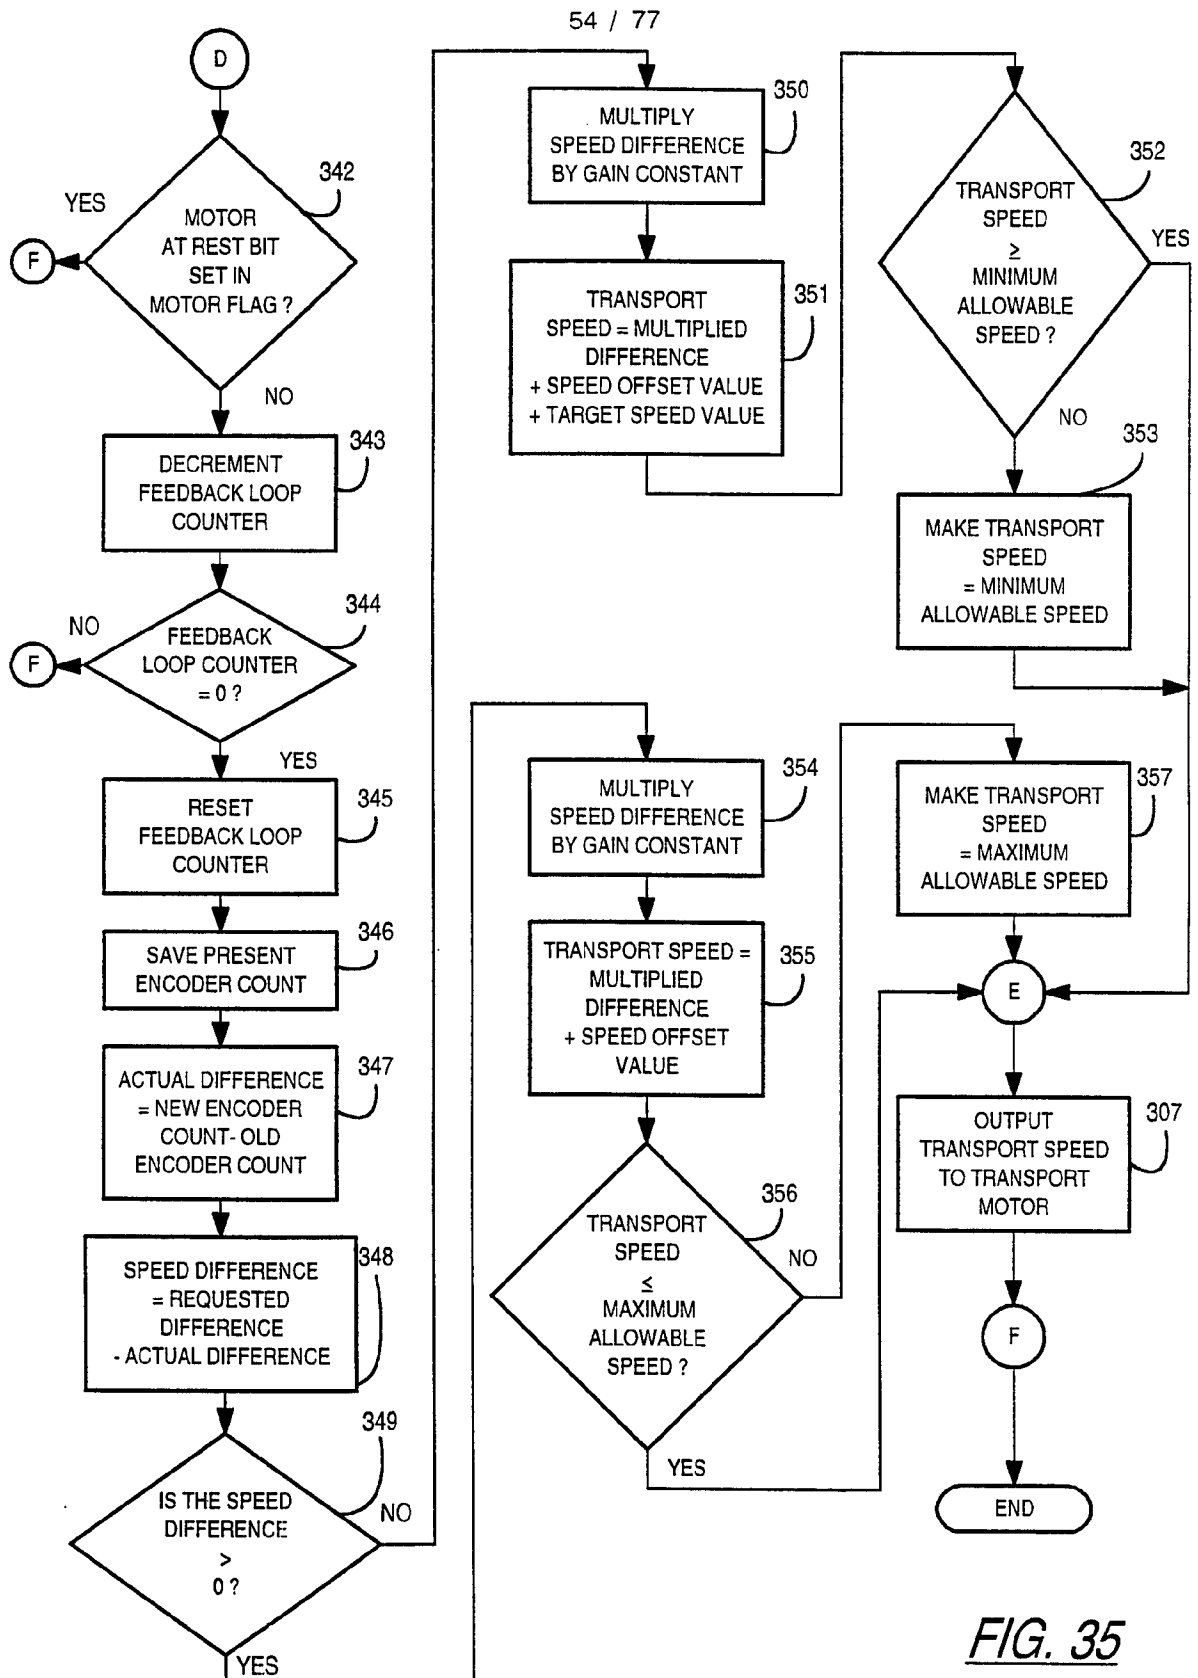 54 / 77
D
342
YES
MOTOR
AT REST BIT
SET IN
MOTOR FLAG ?
F
NO
343
DECREMENT
FEEDBACK LOOP
COUNTER
344
NO
FEEDBACK
LOOP COUNTER
= 0 ?
F
YES
345
RESET
FEEDBACK LOOP
COUNTER
346
SAVE PRESENT
ENCODER COUNT
347
ACTUAL DIFFERENCE
= NEW ENCODER
COUNT- OLD
ENCODER COUNT
348
SPEED DIFFERENCE
= REQUESTED
DIFFERENCE
- ACTUAL DIFFERENCE
349
IS THE SPEED
DIFFERENCE
>
0 ?
NO
YES
350
MULTIPLY
SPEED DIFFERENCE
BY GAIN CONSTANT
351
TRANSPORT
SPEED = MULTIPLIED
DIFFERENCE
+ SPEED OFFSET VALUE
+ TARGET SPEED VALUE
352
TRANSPORT
SPEED
≥
MINIMUM
ALLOWABLE
SPEED ?
YES
NO
353
MAKE TRANSPORT
SPEED
= MINIMUM
ALLOWABLE SPEED
354
MULTIPLY
SPEED DIFFERENCE
BY GAIN CONSTANT
355
TRANSPORT SPEED =
MULTIPLIED
DIFFERENCE
+ SPEED OFFSET
VALUE
356
TRANSPORT
SPEED
≤
MAXIMUM
ALLOWABLE
SPEED ?
NO
YES
357
MAKE TRANSPORT
SPEED
= MAXIMUM
ALLOWABLE SPEED
E
307
OUTPUT
TRANSPORT SPEED
TO TRANSPORT
MOTOR
F
END
FIG. 35